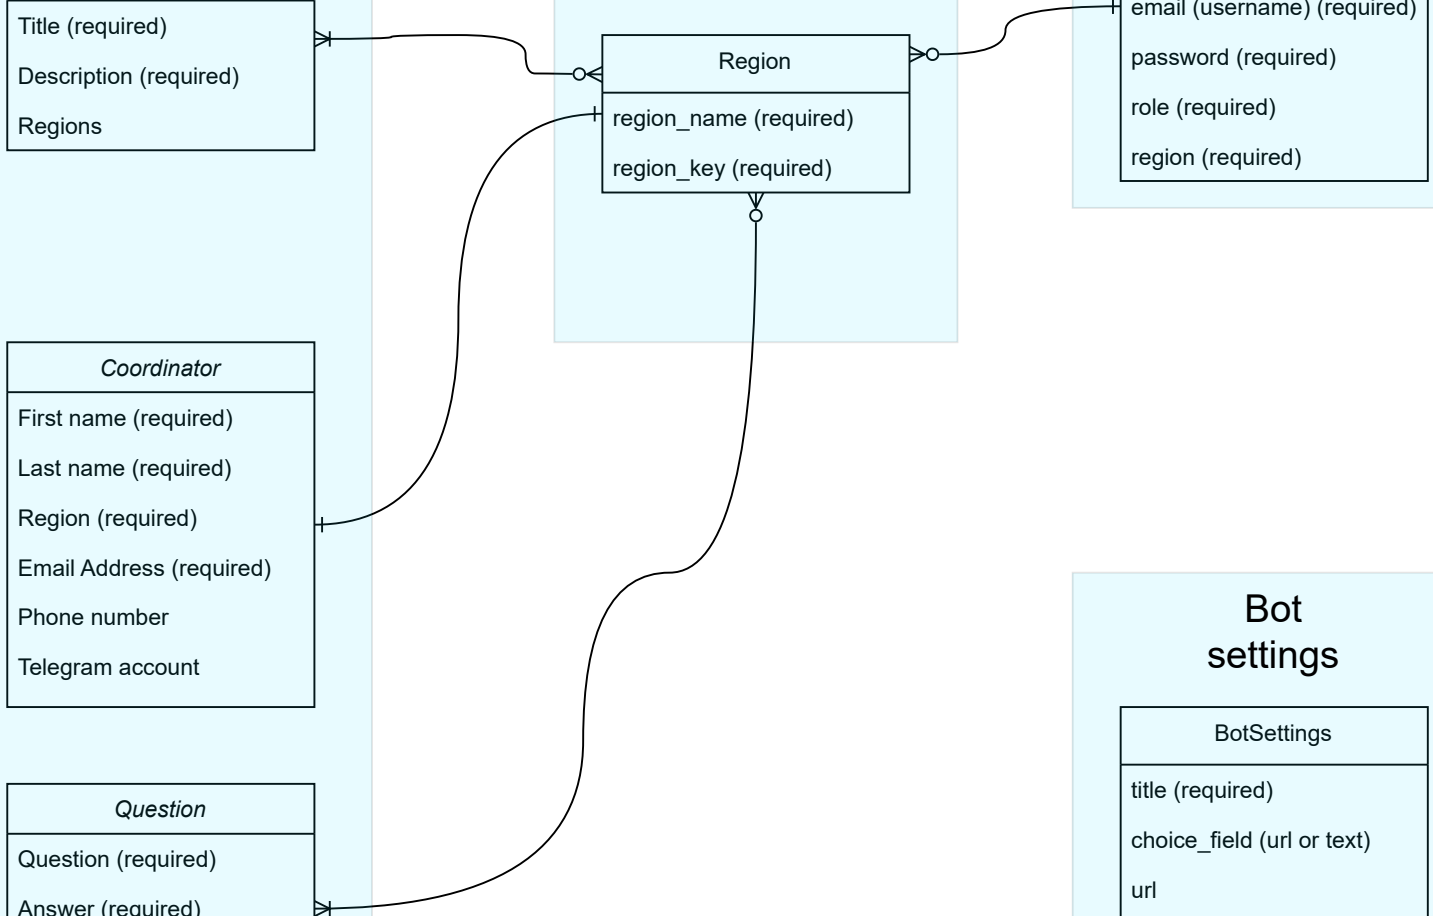 Title (required)
Description (required)
Regions
Region
region_name (required)
region_key (required)
email (username) (required)
password (required)
role (required)
region (required)
Coordinator
First name (required)
Last name (required)
Region (required)
Email Address (required)
Phone number
Telegram account
Question
Question (required)
Answer (required)
Bot
settings
BotSettings
title (required)
choice_field (url or text)
url